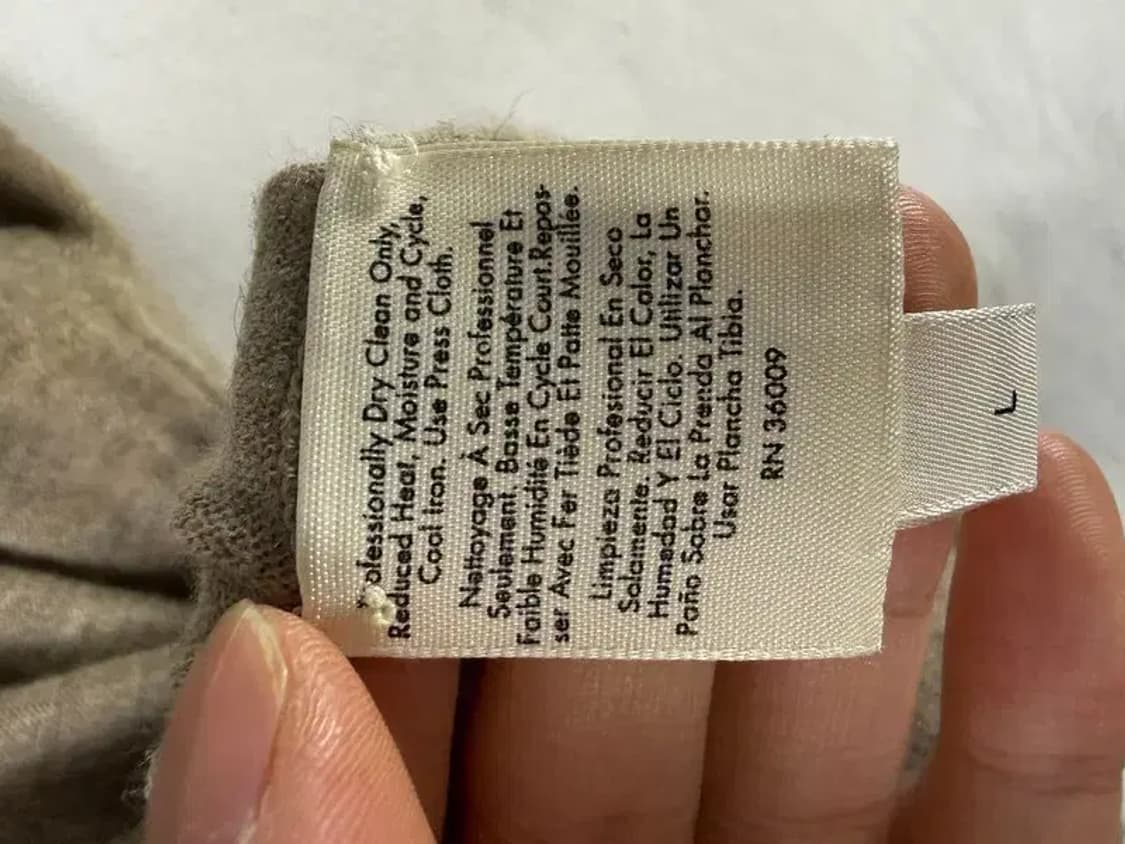 ofessionally Dry Clean Only,
Reduced Heat, Moisture and Cycle,
Cool Iron. Use Press Cloth.
Nettoyage À Sec Professionnel
Seulement. Basse Température Et
Faible Humidité En Cycle Court.Repas-
ser Avec Fer Tiède Et Patte Mouillée.
Limpieza Profesional En Seco
Solamente. Reducir El Calor, La
Humedad Y El Ciclo. Utilizar Un
Paño Sobre La Prenda Al Planchar.
Usar Plancha Tibia.
RN 36009
L